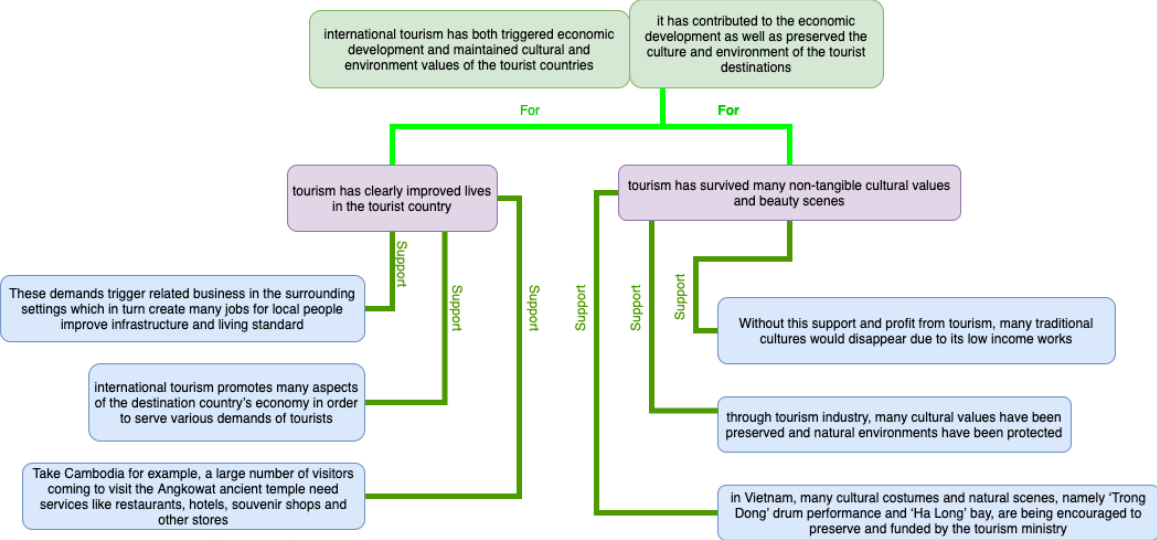 international tourism has both triggered economic
development and maintained cultural and
environment values of the tourist countries
it has contributed to the economic
development as well as preserved the
culture and environment of the tourist
destinations
For
For
tourism has clearly improved lives
in the tourist country
tourism has survived many non-tangible cultural values
and beauty scenes
Support
Support
Support
Support
Support
Support
These demands trigger related business in the surrounding
settings which in turn create many jobs for local people
improve infrastructure and living standard
Without this support and profit from tourism, many traditional
cultures would disappear due to its low income works
international tourism promotes many aspects
of the destination country's economy in order
to serve various demands of tourists
through tourism industry, many cultural values have been
preserved and natural environments have been protected
Take Cambodia for example, a large number of visitors
coming to visit the Angkowat ancient temple need
services like restaurants, hotels, souvenir shops and
other stores
in Vietnam, many cultural costumes and natural scenes, namely ‘Trong
Dong’ drum performance and ‘Ha Long’ bay, are being encouraged to
preserve and funded by the tourism ministry